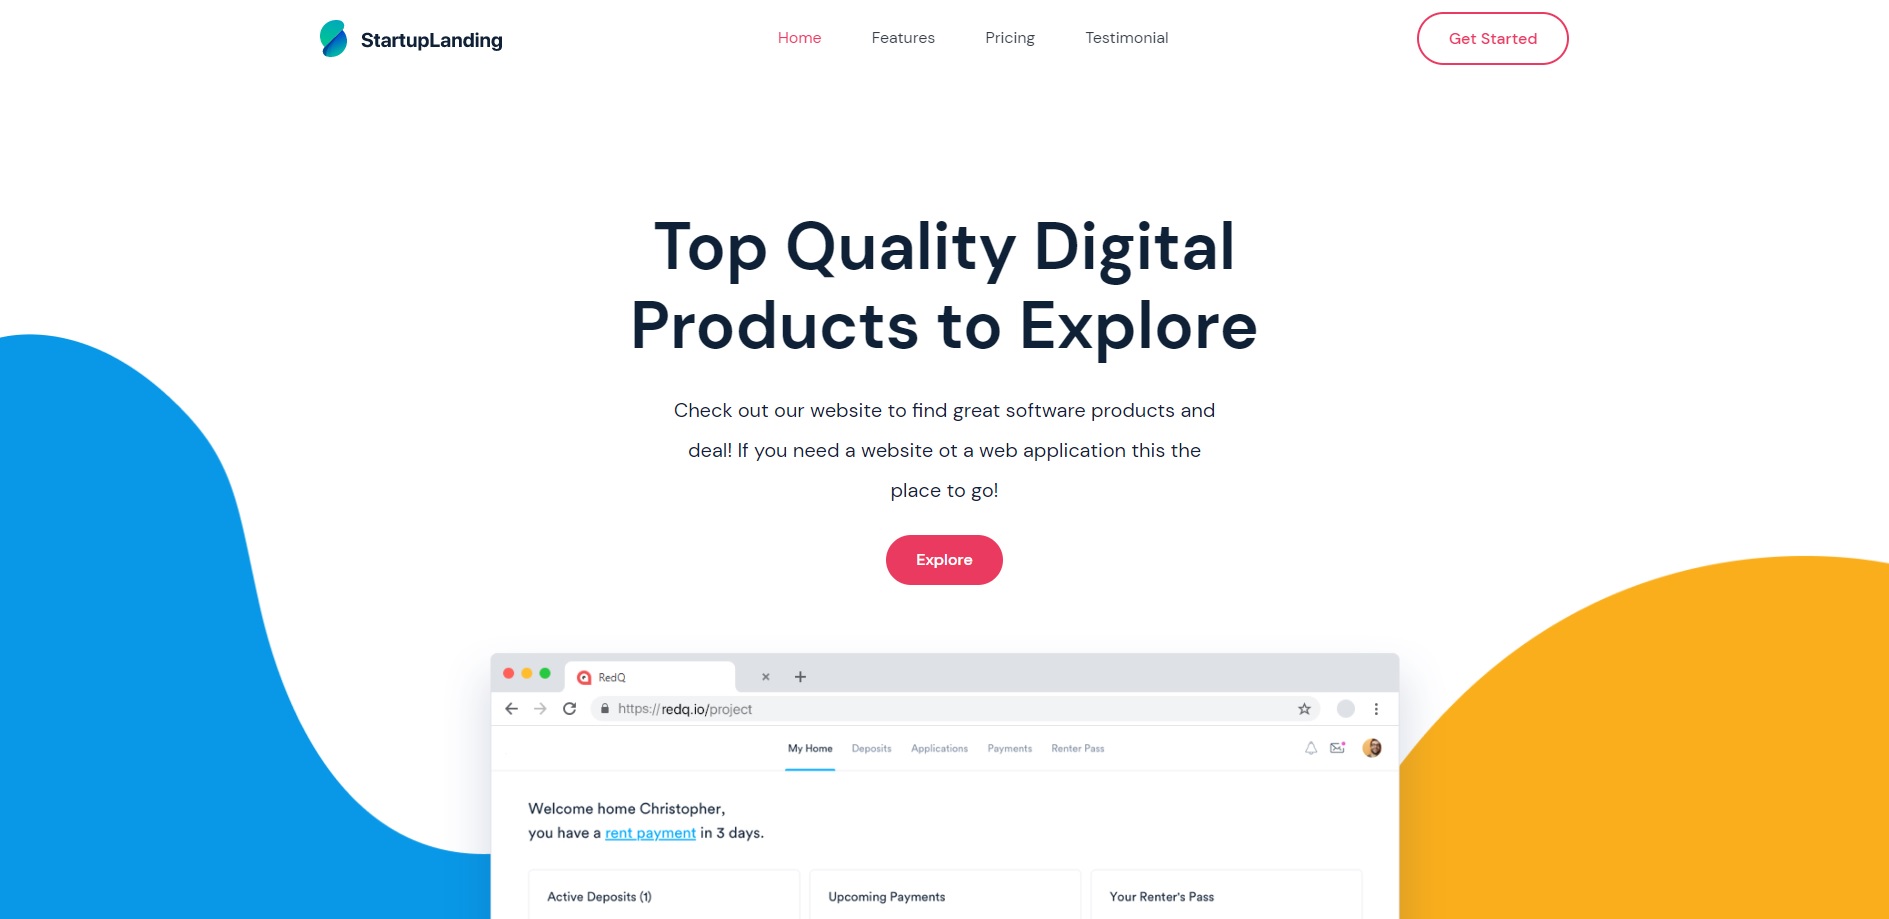 StartupLanding
Home Features Pricing Testimonial
Get Started
Top Quality Digital
Products to Explore
Check out our website to find great software products and
deal! If you need a website ot a web application this the
place to go!
Explore
RedQ
https://redq.io/project
My Home Deposits Applications Payments Renter Pass
Welcome home Christopher,
you have a rent payment in 3 days.
Active Deposits (1)
Upcoming Payments
Your Renter's Pass